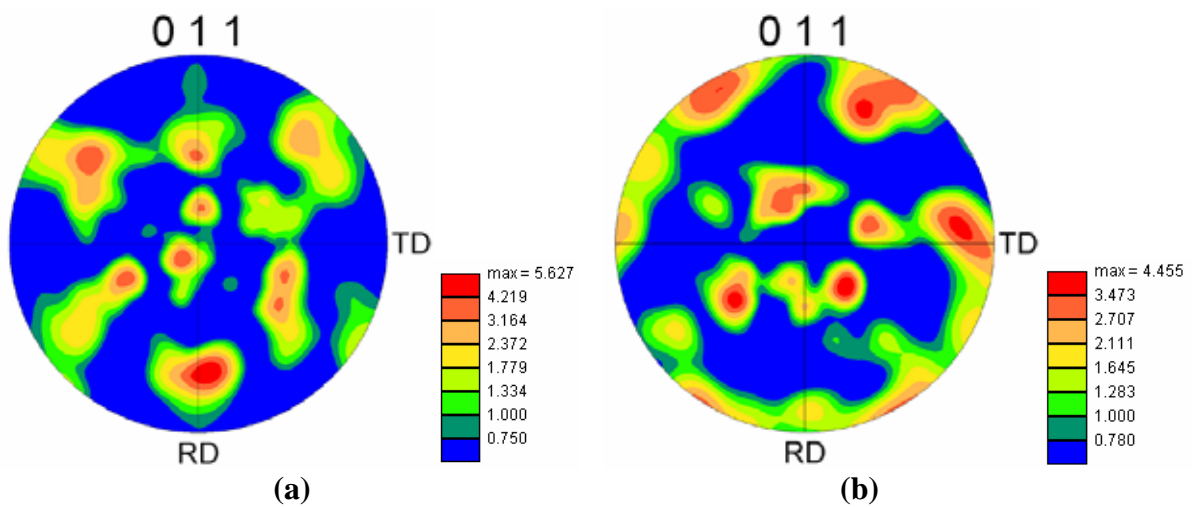 0 1 1
TD
RD
max = 5.627
4.219
3.164
2.372
1.779
1.334
1.000
0.750
(a)
0 1 1
TD
RD
max = 4.455
3.473
2.707
2.111
1.645
1.283
1.000
0.780
(b)